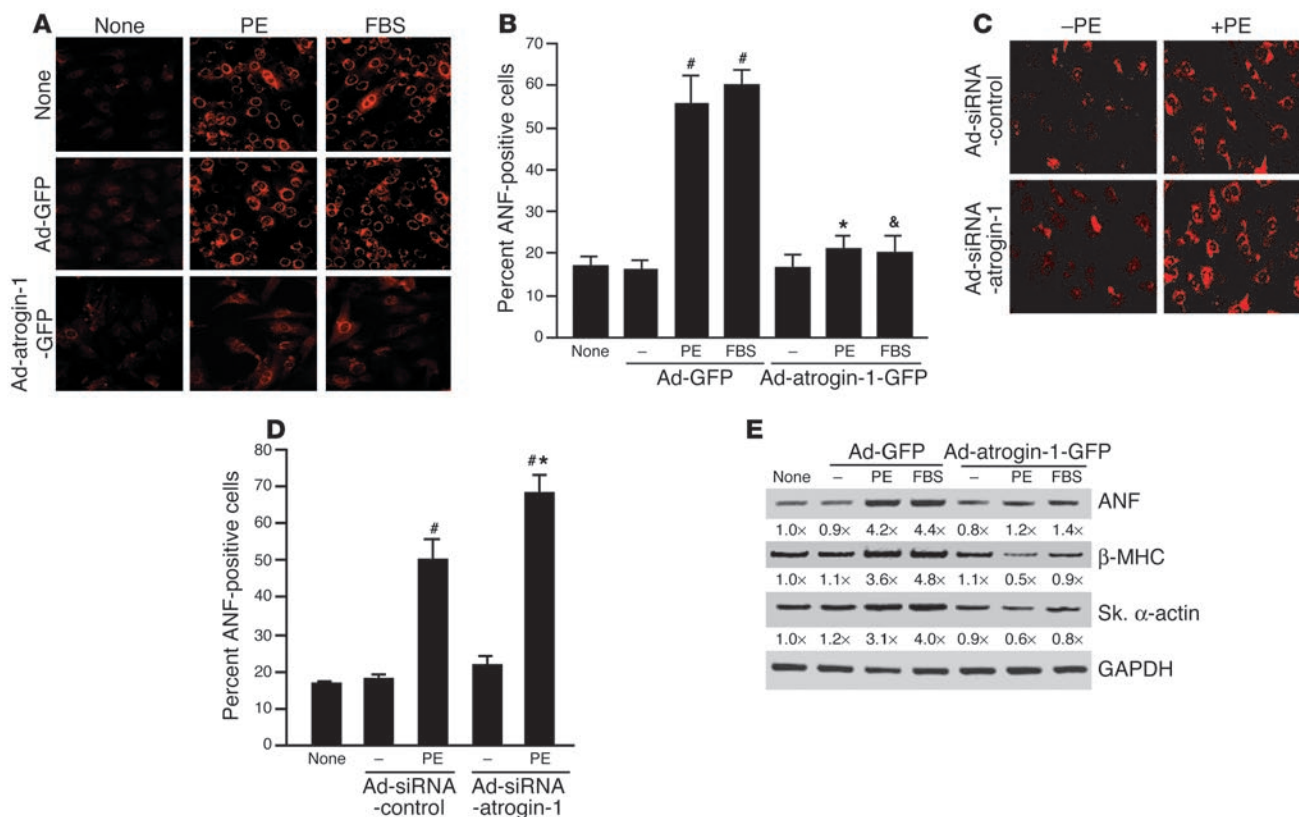 A
None PE FBS
None
Ad-GFP
Ad-atrogin-1
-GFP
B
Percent ANF-positive cells
70
60
50
40
30
20
10
0
# # * &
None – PE FBS – PE FBS
Ad-GFP Ad-atrogin-1-GFP
C
–PE +PE
Ad-siRNA
-control
Ad-siRNA
-atrogin-1
D
Percent ANF-positive cells
80
70
60
50
40
30
20
10
0
# #*
None – PE – PE
Ad-siRNA
-control
Ad-siRNA
-atrogin-1
E
Ad-GFP Ad-atrogin-1-GFP
None – PE FBS – PE FBS
ANF
1.0× 0.9× 4.2× 4.4× 0.8× 1.2× 1.4×
β-MHC
1.0× 1.1× 3.6× 4.8× 1.1× 0.5× 0.9×
Sk. α-actin
1.0× 1.2× 3.1× 4.0× 0.9× 0.6× 0.8×
GAPDH